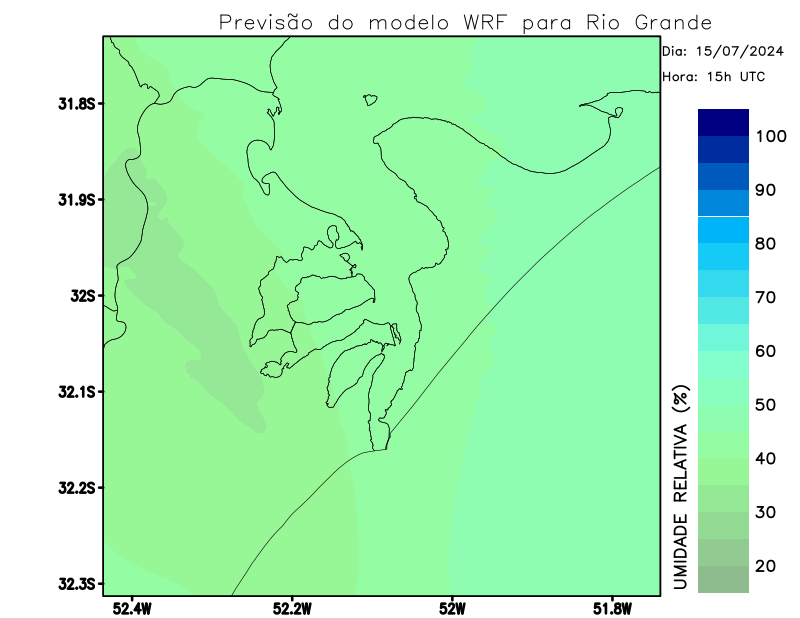 Previsão do modelo WRF para Rio Grande
Dia: 15/07/2024
Hora: 15h UTC
31.8S
31.9S
32S
32.1S
32.2S
32.3S
52.4W
52.2W
52W
51.8W
100
90
80
70
60
50
40
30
20
UMIDADE RELATIVA (%)